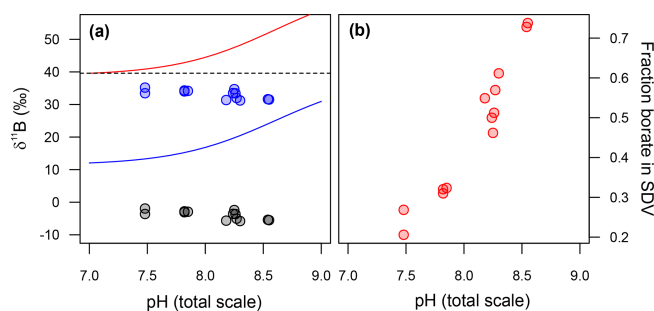 (a)
(b)
50
40
30
20
10
0
-10
δ¹¹B (‰)
7.0 7.5 8.0 8.5 9.0
pH (total scale)
7.0 7.5 8.0 8.5 9.0
pH (total scale)
0.7
0.6
0.5
0.4
0.3
0.2
Fraction borate in SDV